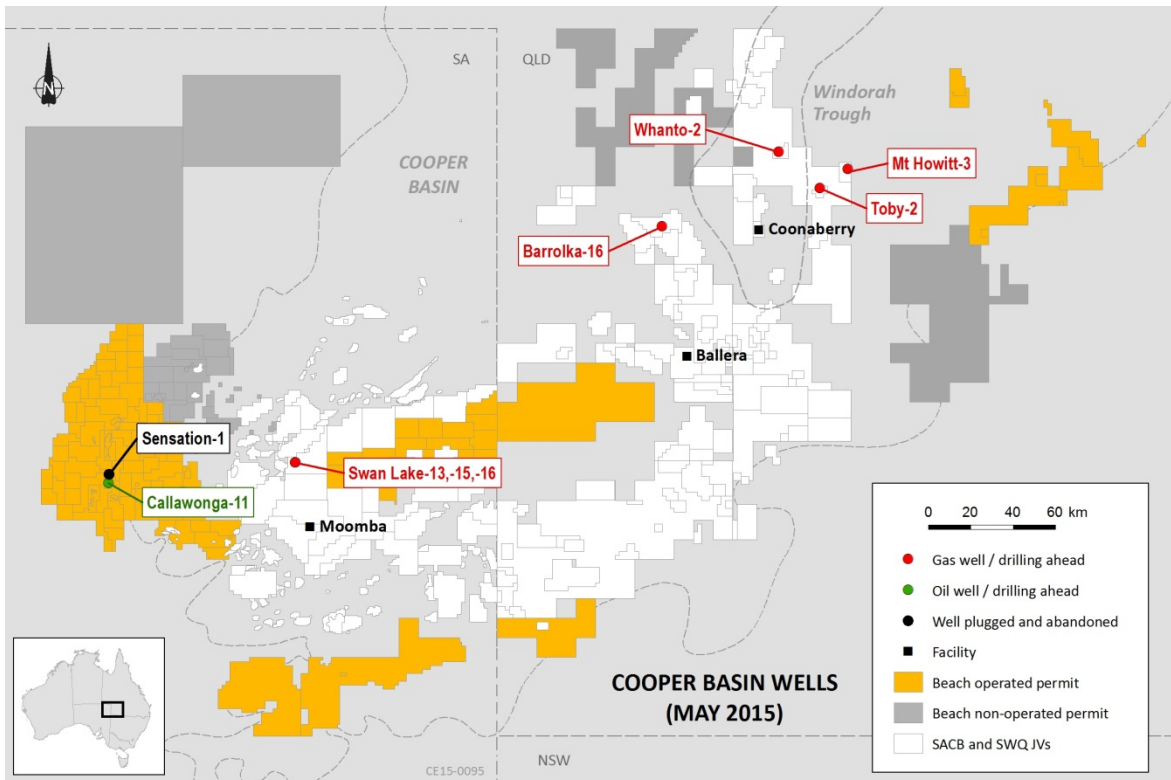 N
SA
QLD
Windorah
Trough
Whanto-2
COOPER
BASIN
Mt Howitt-3
Toby-2
Coonaberry
Barrolka-16
Ballera
Sensation-1
Swan Lake-13,-15,-16
Callawonga-11
Moomba
0 20 40 60 km
Gas well / drilling ahead
Oil well / drilling ahead
Well plugged and abandoned
Facility
Beach operated permit
Beach non-operated permit
SACB and SWQ JVs
COOPER BASIN WELLS
(MAY 2015)
CE15-0095
NSW